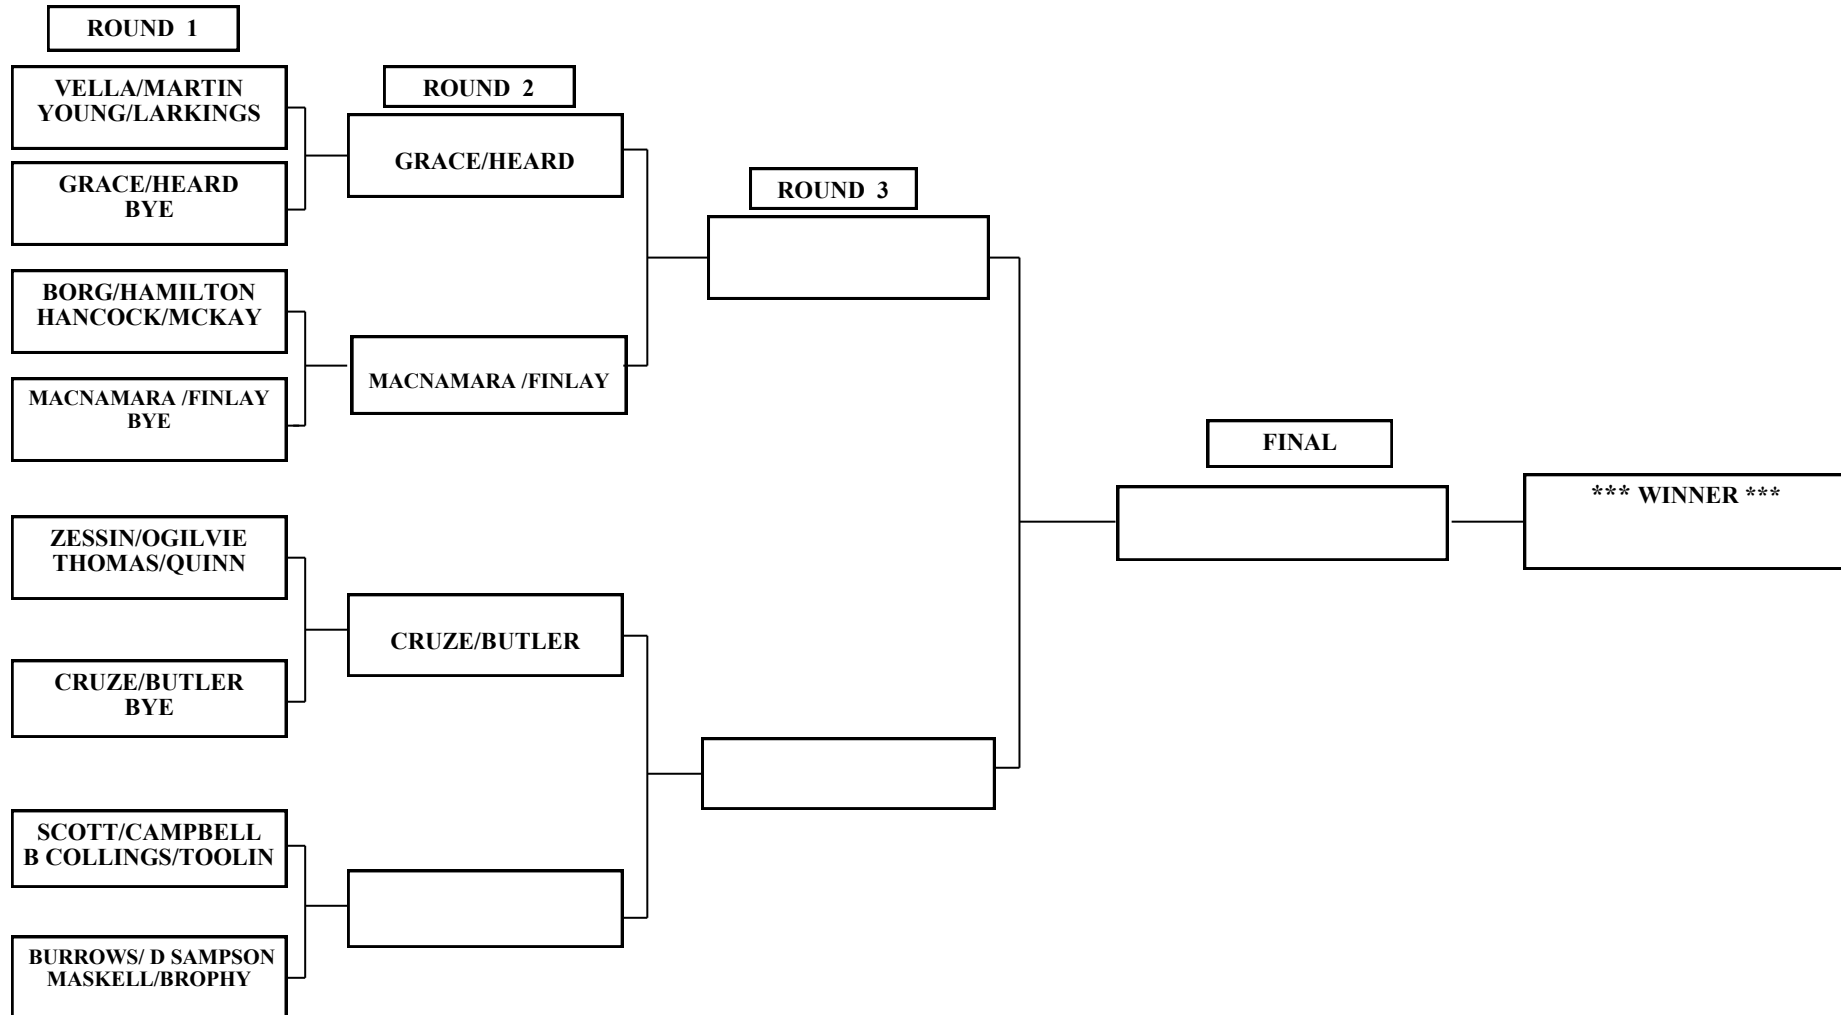 ROUND 1
VELLA/MARTIN
YOUNG/LARKINGS
GRACE/HEARD
BYE
BORG/HAMILTON
HANCOCK/MCKAY
MACNAMARA /FINLAY
BYE
ZESSIN/OGILVIE
THOMAS/QUINN
CRUZE/BUTLER
BYE
SCOTT/CAMPBELL
B COLLINGS/TOOLIN
BURROWS/ D SAMPSON
MASKELL/BROPHY
ROUND 2
GRACE/HEARD
MACNAMARA /FINLAY
CRUZE/BUTLER
ROUND 3
FINAL
*** WINNER ***